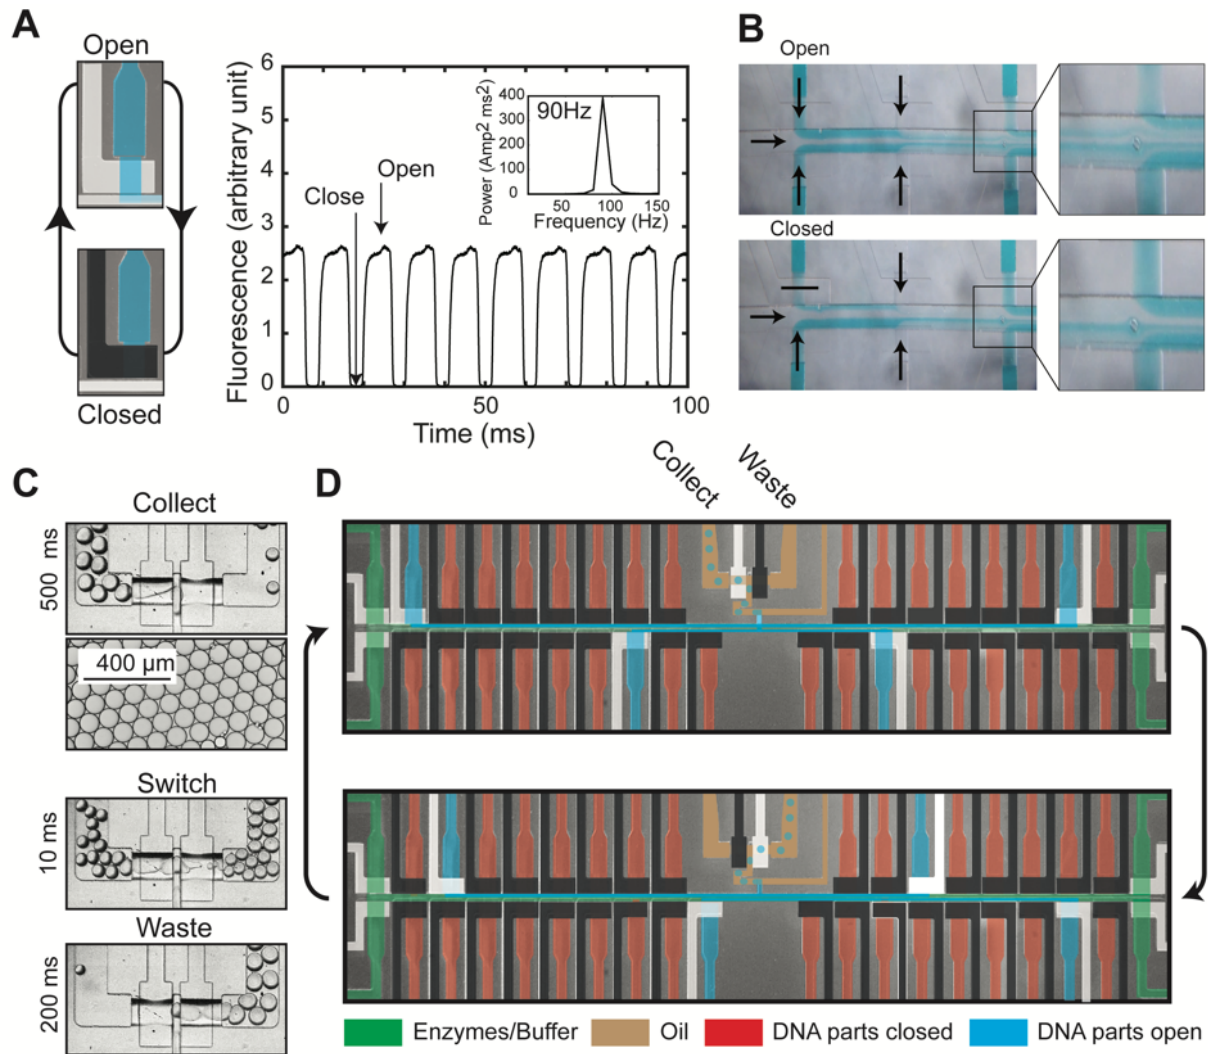 A
Open
Closed
Fluorescence (arbitrary unit)
6
5
4
3
2
1
0
0
50
100
Time (ms)
Close
Open
Power (Amp2 ms2)
400
300
200
100
0
90Hz
50
100
150
Frequency (Hz)
B
Open
Closed
C
Collect
500 ms
400 µm
Switch
10 ms
Waste
200 ms
D
Collect
Waste
Enzymes/Buffer
Oil
DNA parts closed
DNA parts open